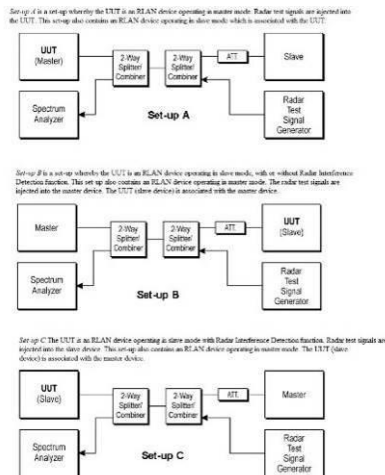 Set-up A is a set-up whereby the UUT is an RLAN device operating in master mode. Radar test signals are injected into
the UUT. This set-up also contains an RLAN device operating in slave mode which is associated with the UUT.
UUT
(Master)
2-Way
Splitter/
Combiner
2-Way
Splitter/
Combiner
ATT.
Slave
Spectrum
Analyzer
Set-up A
Radar
Test
Signal
Generator
Set-up B is a set-up whereby the UUT is an RLAN device operating in slave mode, with or without Radar Interference
Detection function. This set-up also contains an RLAN device operating in master mode. The radar test signals are
injected into the master device. The UUT (slave device) is associated with the master device.
Master
2-Way
Splitter/
Combiner
2-Way
Splitter/
Combiner
ATT.
UUT
(Slave)
Spectrum
Analyzer
Set-up B
Radar
Test
Signal
Generator
Set-up C The UUT is an RLAN device operating in slave mode with Radar Interference Detection function. Radar test signals are
injected into the slave device. This set-up also contains an RLAN device operating in master mode. The UUT (slave
device) is associated with the master device.
UUT
(Slave)
2-Way
Splitter/
Combiner
2-Way
Splitter/
Combiner
ATT.
Master
Spectrum
Analyzer
Set-up C
Radar
Test
Signal
Generator